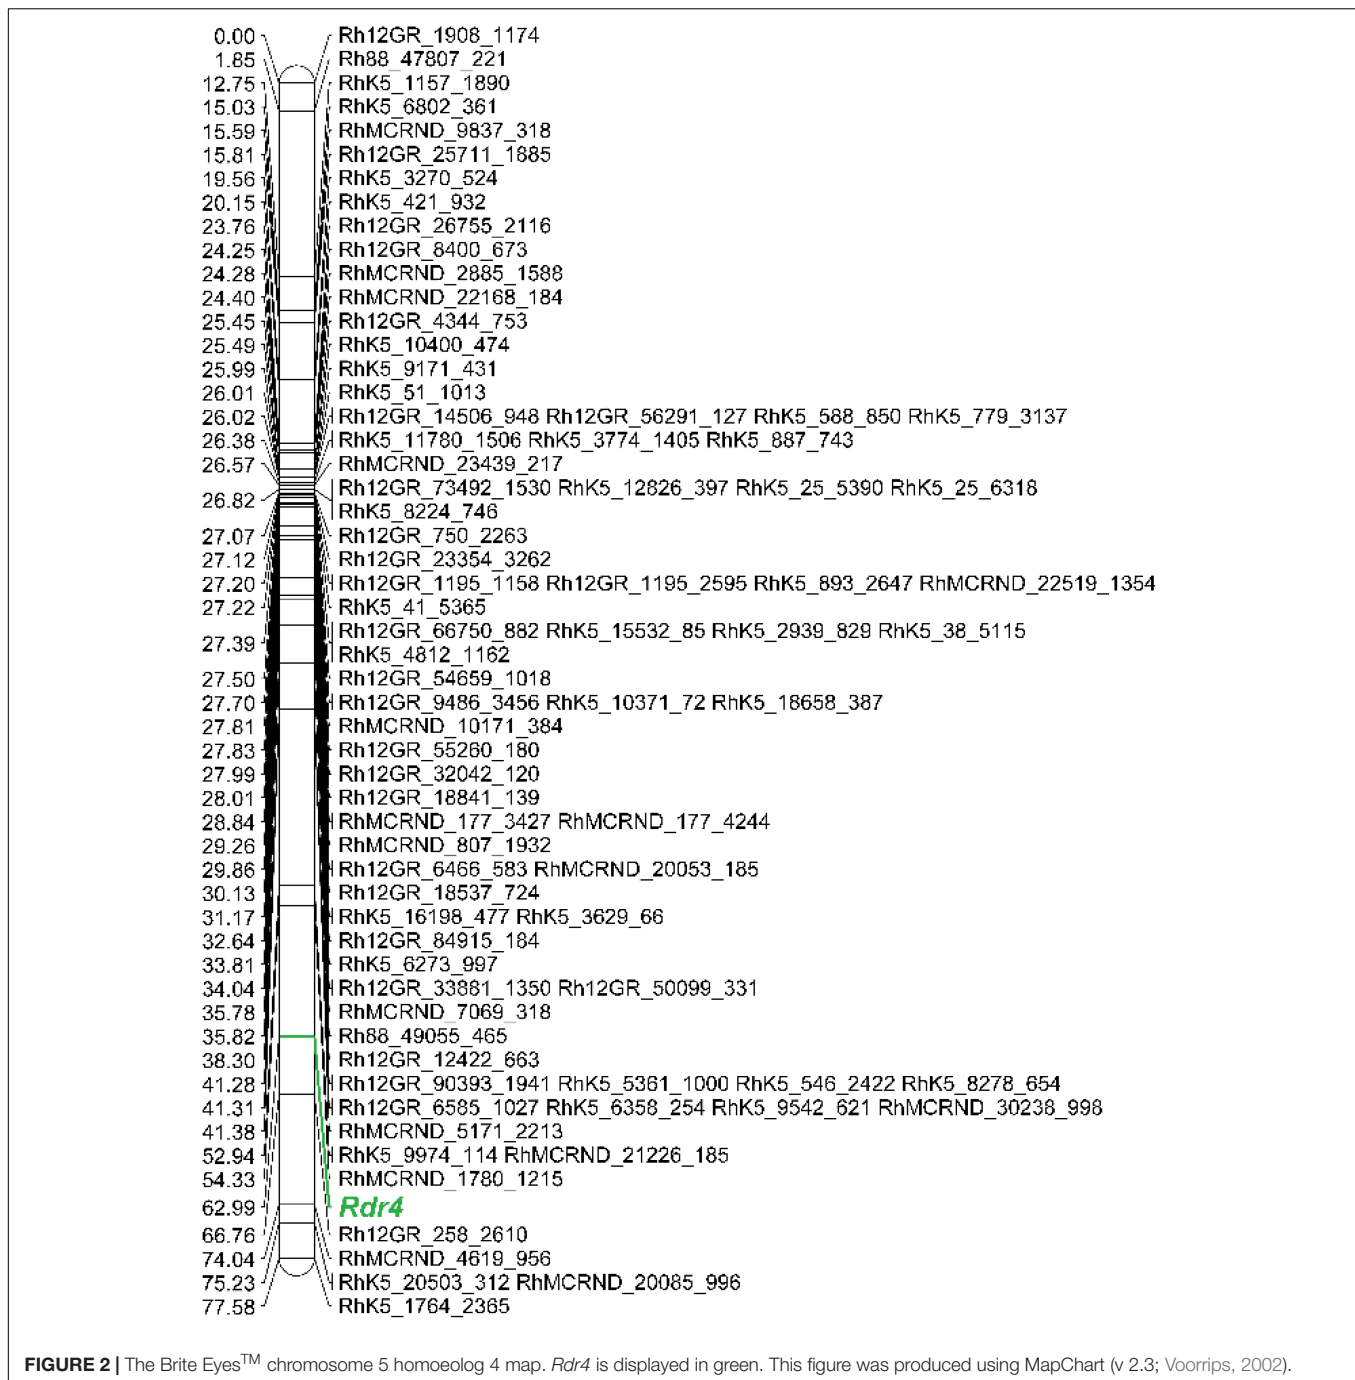 0.00 Rh12GR_1908_1174
1.85 Rh88_47807_221
12.75 RhK5_1157_1890
15.03 RhK5_6802_361
15.59 RhMCRND_9837_318
15.81 Rh12GR_25711_1885
19.56 RhK5_3270_524
20.15 RhK5_421_932
23.76 Rh12GR_26755_2116
24.25 Rh12GR_8400_673
24.28 RhMCRND_2885_1588
24.40 RhMCRND_22168_184
25.45 Rh12GR_4344_753
25.49 RhK5_10400_474
25.99 RhK5_9171_431
26.01 RhK5_51_1013
26.02 Rh12GR_14506_948 Rh12GR_56291_127 RhK5_588_850 RhK5_779_3137
26.38 RhK5_11780_1506 RhK5_3774_1405 RhK5_887_743
26.57 RhMCRND_23439_217
26.82 Rh12GR_73492_1530 RhK5_12826_397 RhK5_25_5390 RhK5_25_6318
RhK5_8224_746
27.07 Rh12GR_750_2263
27.12 Rh12GR_23354_3262
27.20 Rh12GR_1195_1158 Rh12GR_1195_2595 RhK5_893_2647 RhMCRND_22519_1354
27.22 RhK5_41_5365
27.39 Rh12GR_66750_882 RhK5_15532_85 RhK5_2939_829 RhK5_38_5115
RhK5_4812_1162
27.50 Rh12GR_54659_1018
27.70 Rh12GR_9486_3456 RhK5_10371_72 RhK5_18658_387
27.81 RhMCRND_10171_384
27.83 Rh12GR_55260_180
27.99 Rh12GR_32042_120
28.01 Rh12GR_18841_139
28.84 RhMCRND_177_3427 RhMCRND_177_4244
29.26 RhMCRND_807_1932
29.86 Rh12GR_6466_583 RhMCRND_20053_185
30.13 Rh12GR_18537_724
31.17 RhK5_16198_477 RhK5_3629_66
32.64 Rh12GR_84915_184
33.81 RhK5_6273_997
34.04 Rh12GR_33881_1350 Rh12GR_50099_331
35.78 RhMCRND_7069_318
35.82 Rh88_49055_465
38.30 Rh12GR_12422_663
41.28 Rh12GR_90393_1941 RhK5_5361_1000 RhK5_546_2422 RhK5_8278_654
41.31 Rh12GR_6585_1027 RhK5_6358_254 RhK5_9542_621 RhMCRND_30238_998
41.38 RhMCRND_5171_2213
52.94 RhK5_9974_114 RhMCRND_21226_185
54.33 RhMCRND_1780_1215
62.99 Rdr4
66.76 Rh12GR_258_2610
74.04 RhMCRND_4619_956
75.23 RhK5_20503_312 RhMCRND_20085_996
77.58 RhK5_1764_2365
FIGURE 2 | The Brite Eyes™ chromosome 5 homoeolog 4 map. Rdr4 is displayed in green. This figure was produced using MapChart (v 2.3; Voorrips, 2002).